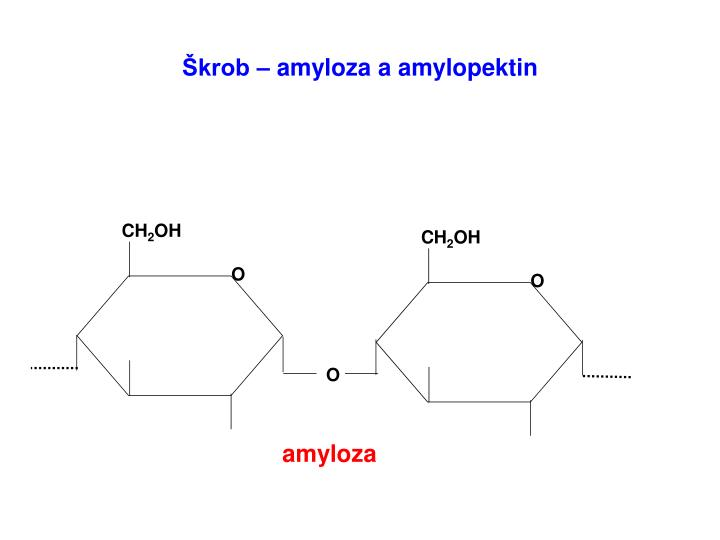 Škrob – amyloza a amylopektin
CH₂OH
CH₂OH
O
O
O
amyloza